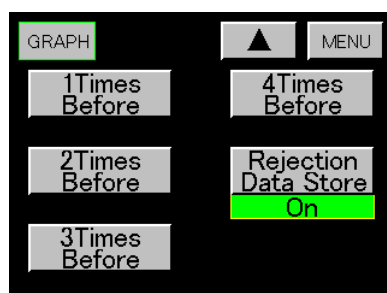 GRAPH
▲
MENU
1Times
Before
4Times
Before
2Times
Before
Rejection
Data Store
On
3Times
Before